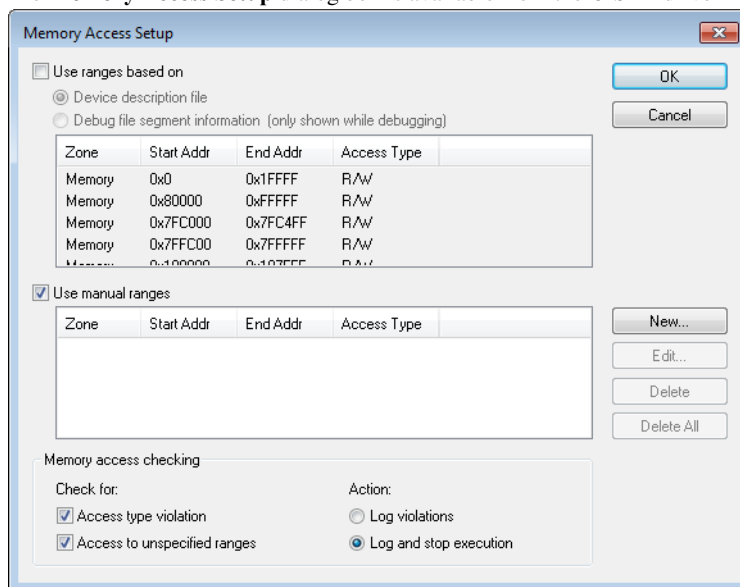 Memory Access Setup
Use ranges based on
OK
Device description file
Debug file segment information (only shown while debugging)
Cancel
Zone Start Addr End Addr Access Type
Memory 0x0 0x1FFFF R/W
Memory 0x80000 0xFFFFF R/W
Memory 0x7FC000 0x7FC4FF R/W
Memory 0x7FFC00 0x7FFFFF R/W
Use manual ranges
Zone Start Addr End Addr Access Type
New...
Edit...
Delete
Delete All
Memory access checking
Check for: Action:
Access type violation Log violations
Access to unspecified ranges Log and stop execution